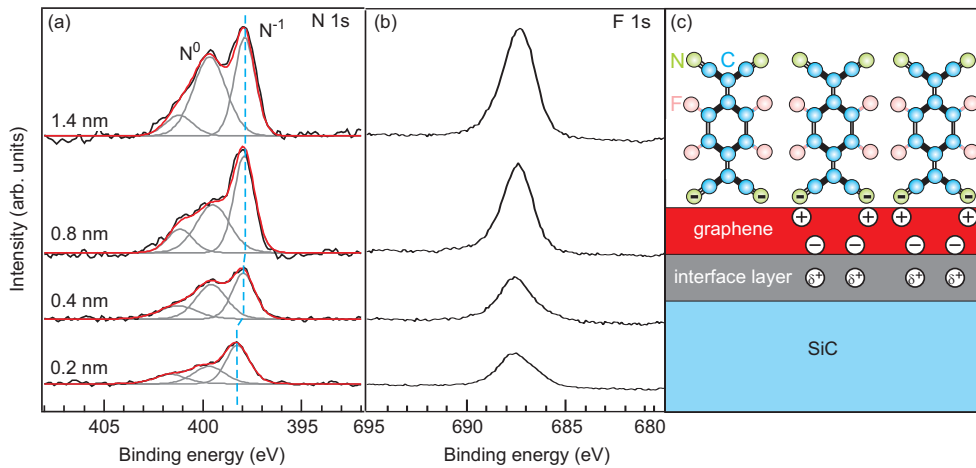 (a)
N 1s
N⁰
N⁻¹
1.4 nm
0.8 nm
0.4 nm
0.2 nm
Intensity (arb. units)
405
400
395
Binding energy (eV)
(b)
F 1s
695
690
685
680
Binding energy (eV)
(c)
N
C
F
− − − −
+ + + +
graphene
− − − −
interface layer
δ⁺ δ⁺ δ⁺ δ⁺
SiC